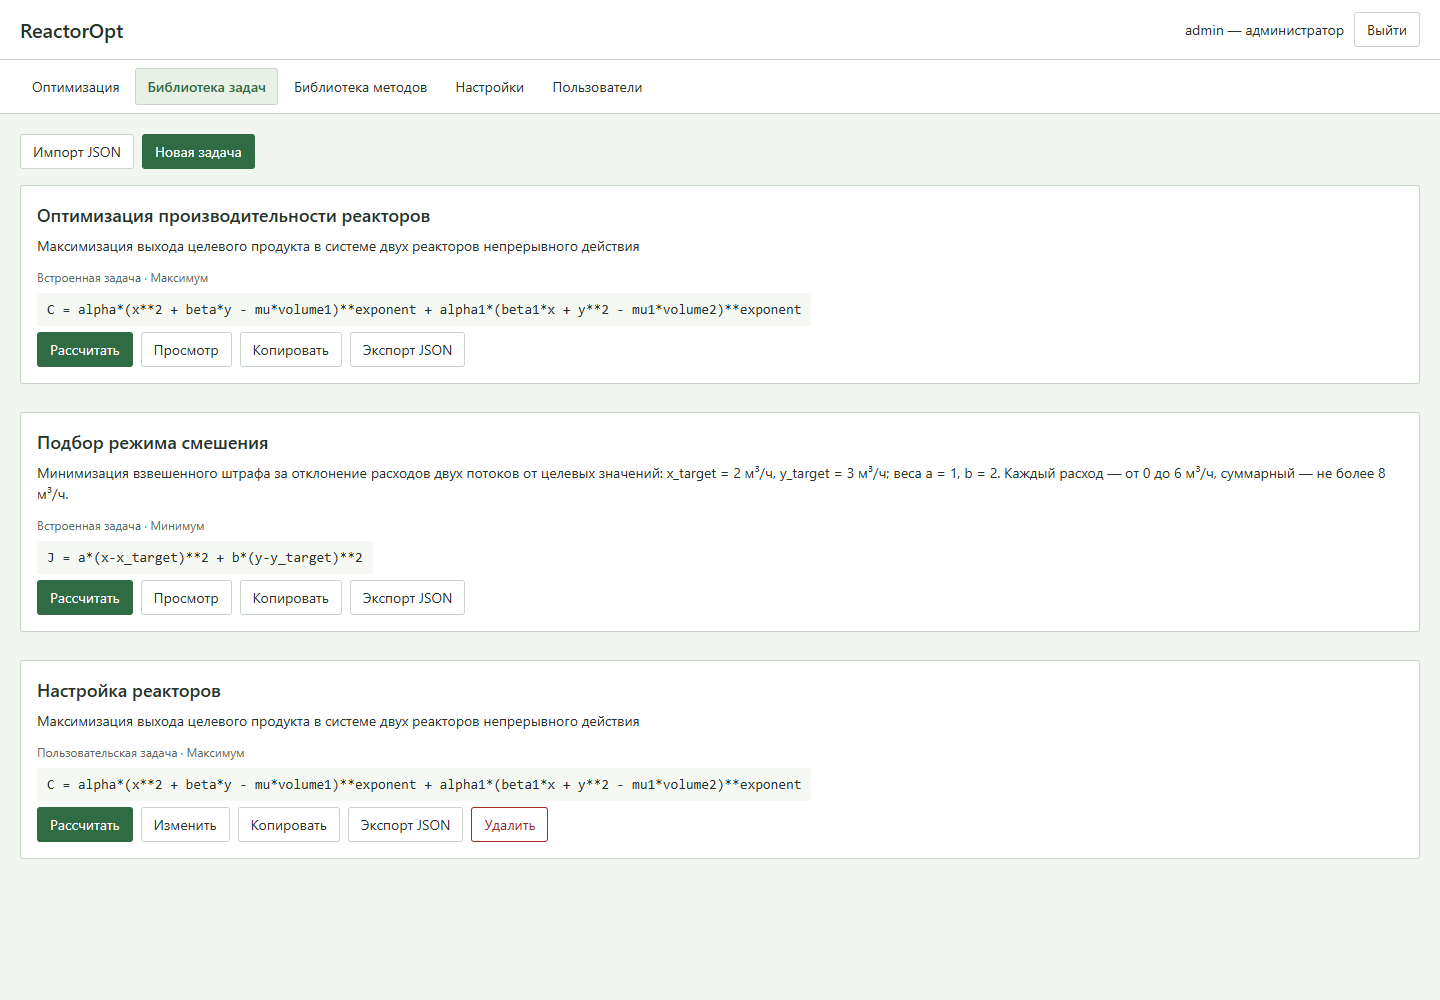 ReactorOpt
admin — администратор
Выйти
Оптимизация
Библиотека задач
Библиотека методов
Настройки
Пользователи
Импорт JSON
Новая задача
Оптимизация производительности реакторов
Максимизация выхода целевого продукта в системе двух реакторов непрерывного действия
Встроенная задача · Максимум
C = alpha*(x**2 + beta*y - mu*volume1)**exponent + alpha1*(beta1*x + y**2 - mu1*volume2)**exponent
Рассчитать
Просмотр
Копировать
Экспорт JSON
Подбор режима смешения
Минимизация взвешенного штрафа за отклонение расходов двух потоков от целевых значений: x_target = 2 м³/ч, y_target = 3 м³/ч; веса a = 1, b = 2. Каждый расход — от 0 до 6 м³/ч, суммарный — не более 8
м³/ч.
Встроенная задача · Минимум
J = a*(x-x_target)**2 + b*(y-y_target)**2
Рассчитать
Просмотр
Копировать
Экспорт JSON
Настройка реакторов
Максимизация выхода целевого продукта в системе двух реакторов непрерывного действия
Пользовательская задача · Максимум
C = alpha*(x**2 + beta*y - mu*volume1)**exponent + alpha1*(beta1*x + y**2 - mu1*volume2)**exponent
Рассчитать
Изменить
Копировать
Экспорт JSON
Удалить